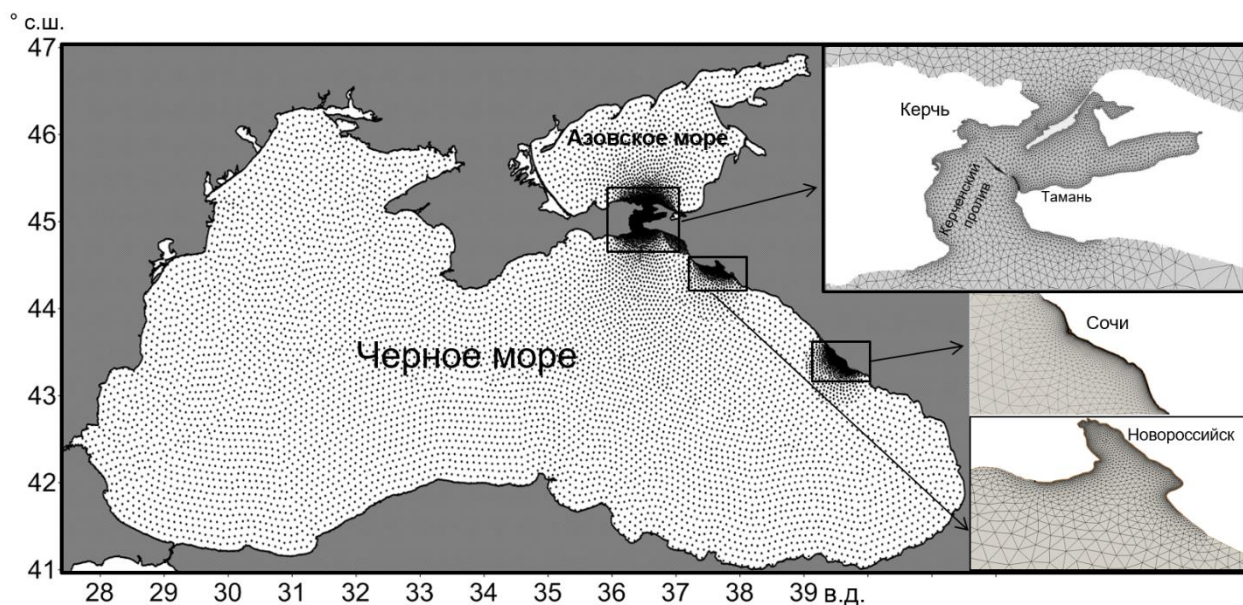 ° с.ш.
47
46
45
44
43
42
41
Азовское море
Черное море
Керчь
Керченский
пролив
Тамань
Сочи
Новороссийск
28 29 30 31 32 33 34 35 36 37 38 39 в.д.